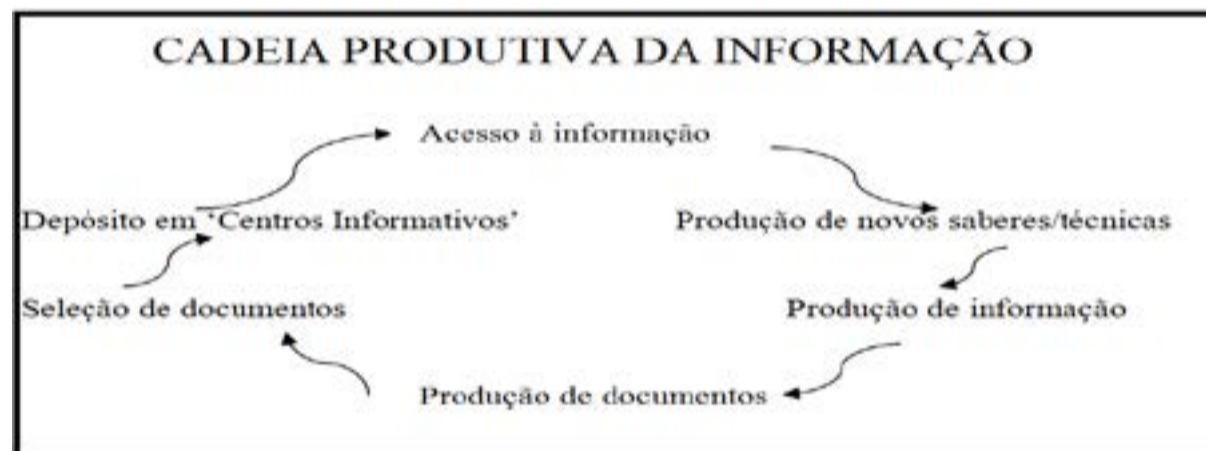 CADEIA PRODUTIVA DA INFORMAÇÃO
Acesso à informação
Depósito em ‘Centros Informativos’
Produção de novos saberes/técnicas
Seleção de documentos
Produção de informação
Produção de documentos